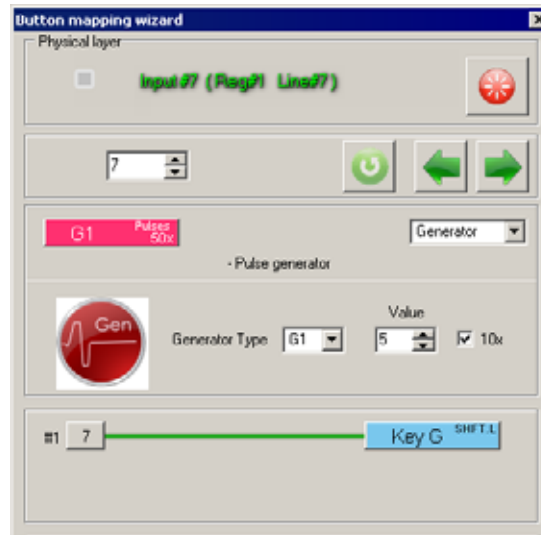 Button mapping wizard
Physical layer
Input #7 ( Reg#1 Line#7 )
7
G1 Pulses 50x
Generator
- Pulse generator
Gen
Value
Generator Type G1 5 10x
#1 7 Key G SHIFT.L